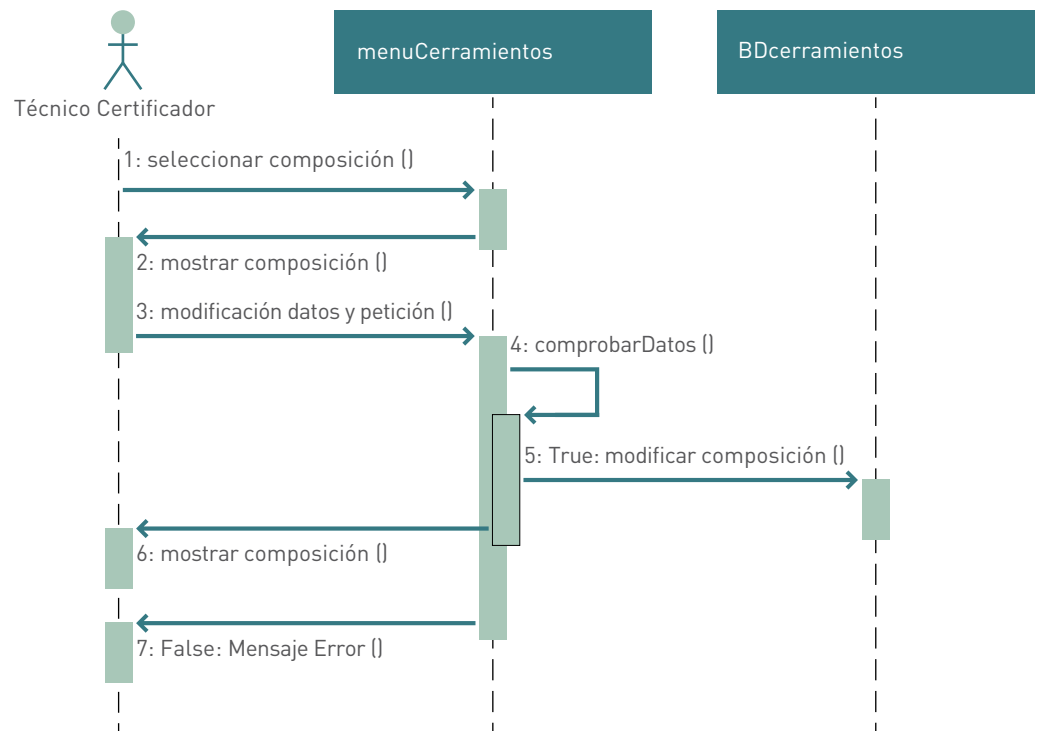 menuCerramientos
BDcerramientos
Técnico Certificador
1: seleccionar composición ()
2: mostrar composición ()
3: modificación datos y petición ()
4: comprobarDatos ()
5: True: modificar composición ()
6: mostrar composición ()
7: False: Mensaje Error ()